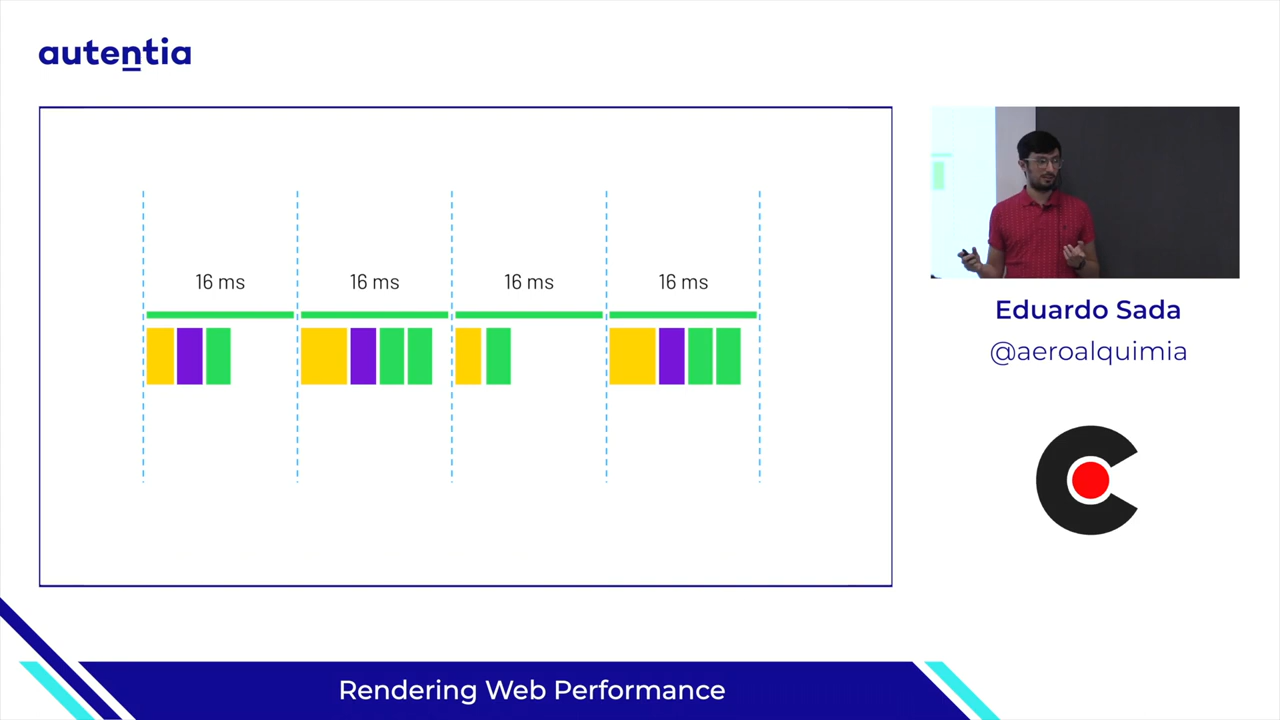 autentia
16 ms
16 ms
16 ms
16 ms
Eduardo Sada
@aeroalquimia
Rendering Web Performance